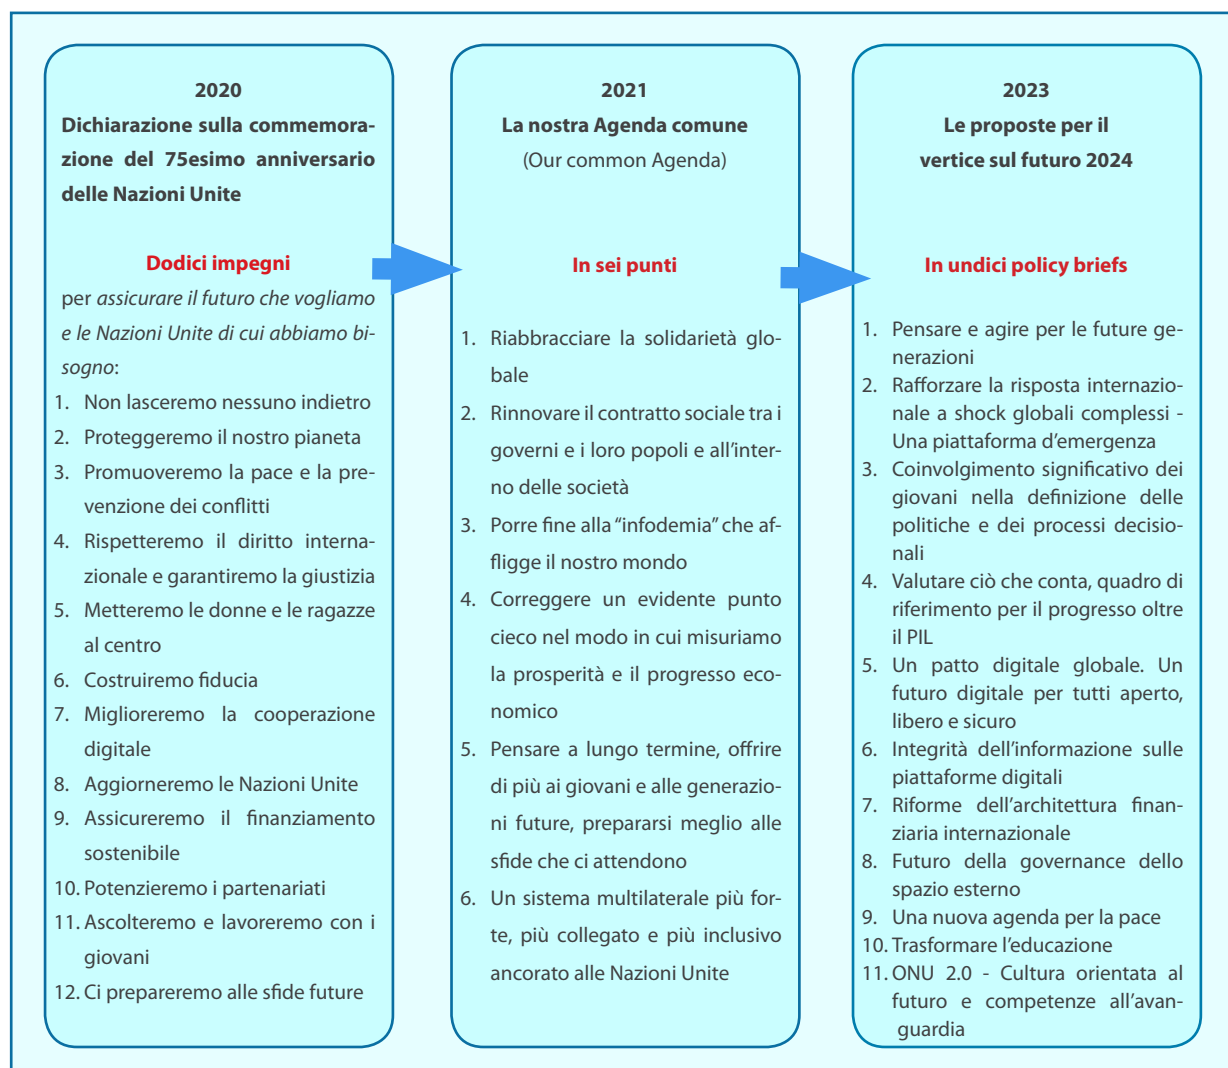 2020
Dichiarazione sulla commemora-
zione del 75esimo anniversario
delle Nazioni Unite
Dodici impegni
per assicurare il futuro che vogliamo
e le Nazioni Unite di cui abbiamo bi-
sogno:
1. Non lasceremo nessuno indietro
2. Proteggeremo il nostro pianeta
3. Promuoveremo la pace e la pre-
venzione dei conflitti
4. Rispetteremo il diritto interna-
zionale e garantiremo la giustizia
5. Metteremo le donne e le ragazze
al centro
6. Costruiremo fiducia
7. Miglioreremo la cooperazione
digitale
8. Aggiorneremo le Nazioni Unite
9. Assicureremo il finanziamento
sostenibile
10. Potenzieremo i partenariati
11. Ascolteremo e lavoreremo con i
giovani
12. Ci prepareremo alle sfide future
2021
La nostra Agenda comune
(Our common Agenda)
In sei punti
1. Riabbracciare la solidarietà glo-
bale
2. Rinnovare il contratto sociale tra i
governi e i loro popoli e all'inter-
no delle società
3. Porre fine alla "infodemia" che af-
fligge il nostro mondo
4. Correggere un evidente punto
cieco nel modo in cui misuriamo
la prosperità e il progresso eco-
nomico
5. Pensare a lungo termine, offrire
di più ai giovani e alle generazio-
ni future, prepararsi meglio alle
sfide che ci attendono
6. Un sistema multilaterale più for-
te, più collegato e più inclusivo
ancorato alle Nazioni Unite
2023
Le proposte per il
vertice sul futuro 2024
In undici policy briefs
1. Pensare e agire per le future ge-
nerazioni
2. Rafforzare la risposta internazio-
nale a shock globali complessi -
Una piattaforma d'emergenza
3. Coinvolgimento significativo dei
giovani nella definizione delle
politiche e dei processi decisio-
nali
4. Valutare ciò che conta, quadro di
riferimento per il progresso oltre
il PIL
5. Un patto digitale globale. Un
futuro digitale per tutti aperto,
libero e sicuro
6. Integrità dell'informazione sulle
piattaforme digitali
7. Riforme dell'architettura finan-
ziaria internazionale
8. Futuro della governance dello
spazio esterno
9. Una nuova agenda per la pace
10. Trasformare l'educazione
11. ONU 2.0 - Cultura orientata al
futuro e competenze all'avan-
guardia